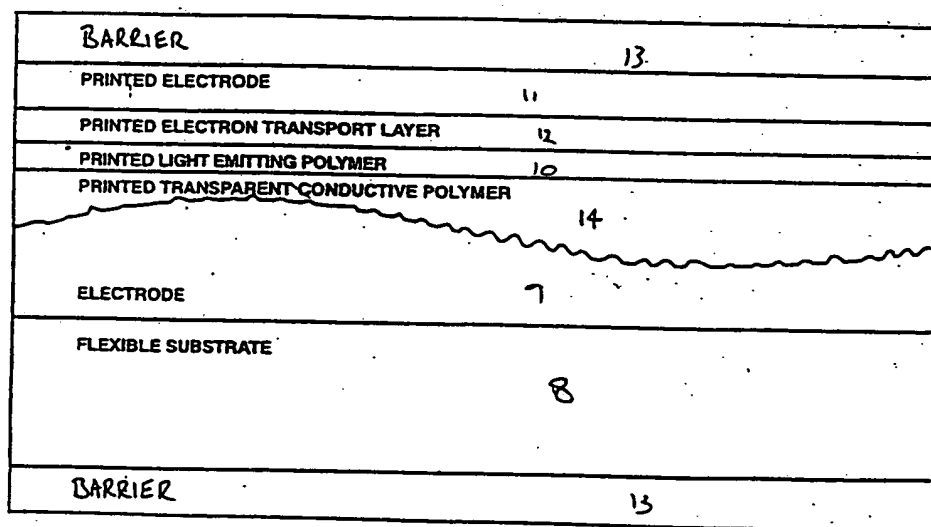 BARRIER 13.
PRINTED ELECTRODE 11
PRINTED ELECTRON TRANSPORT LAYER 12
PRINTED LIGHT EMITTING POLYMER 10
PRINTED TRANSPARENT CONDUCTIVE POLYMER
14
ELECTRODE 7
FLEXIBLE SUBSTRATE
8
BARRIER 13